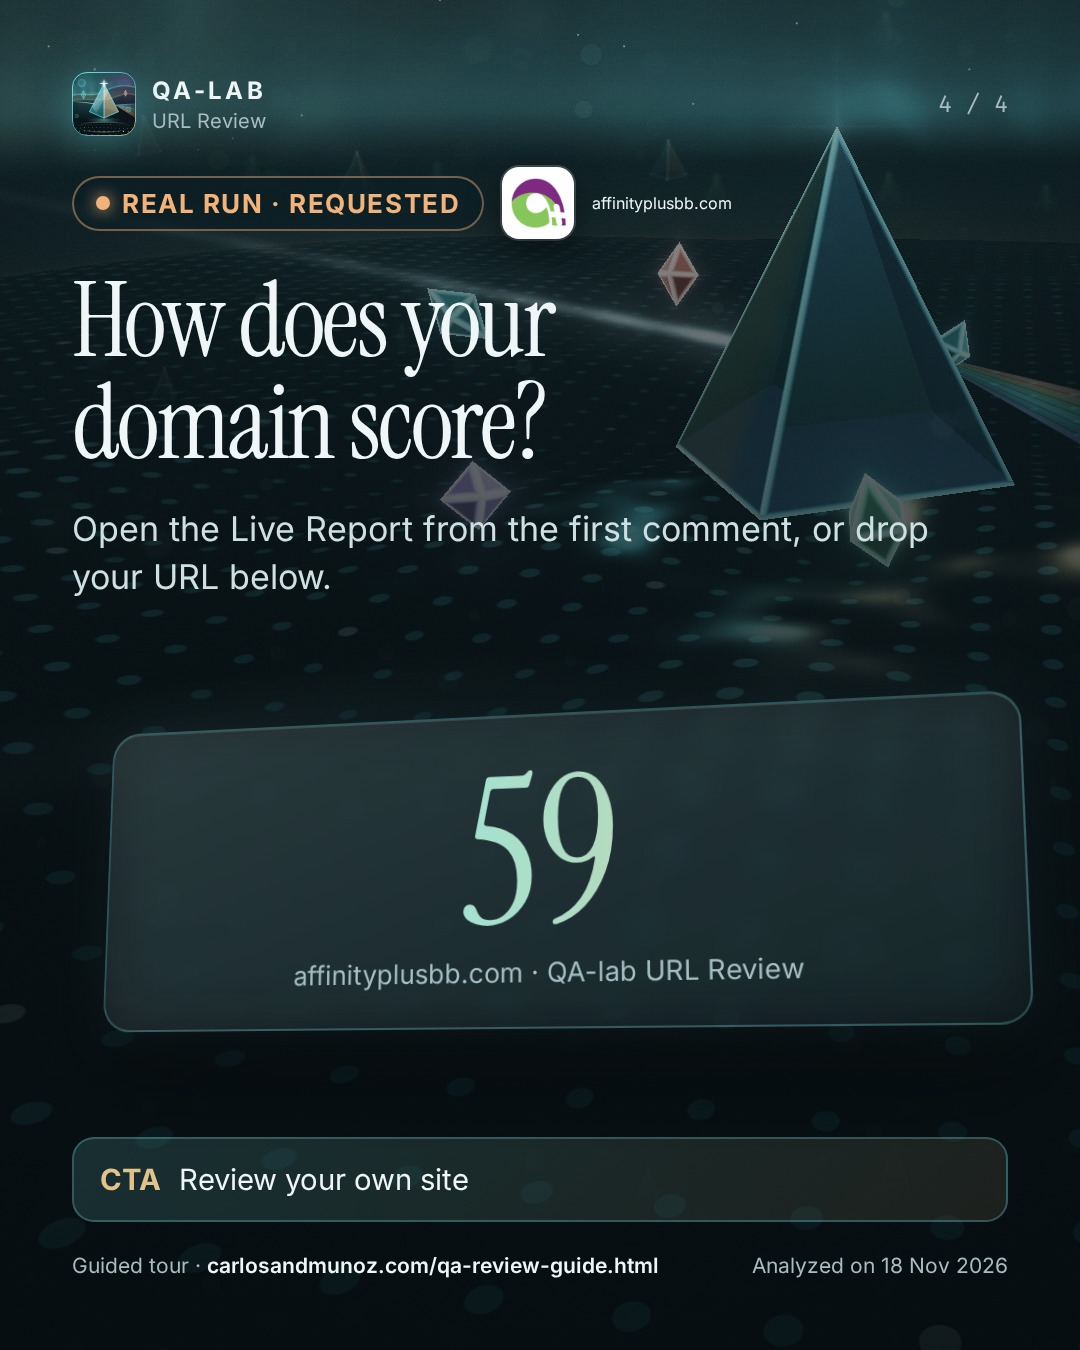 QA-LAB
URL Review
4 / 4
REAL RUN · REQUESTED
affinityplusbb.com
How does your
domain score?
Open the Live Report from the first comment, or drop
your URL below.
59
affinityplusbb.com · QA-lab URL Review
CTA Review your own site
Guided tour · carlosandmunoz.com/qa-review-guide.html
Analyzed on 18 Nov 2026